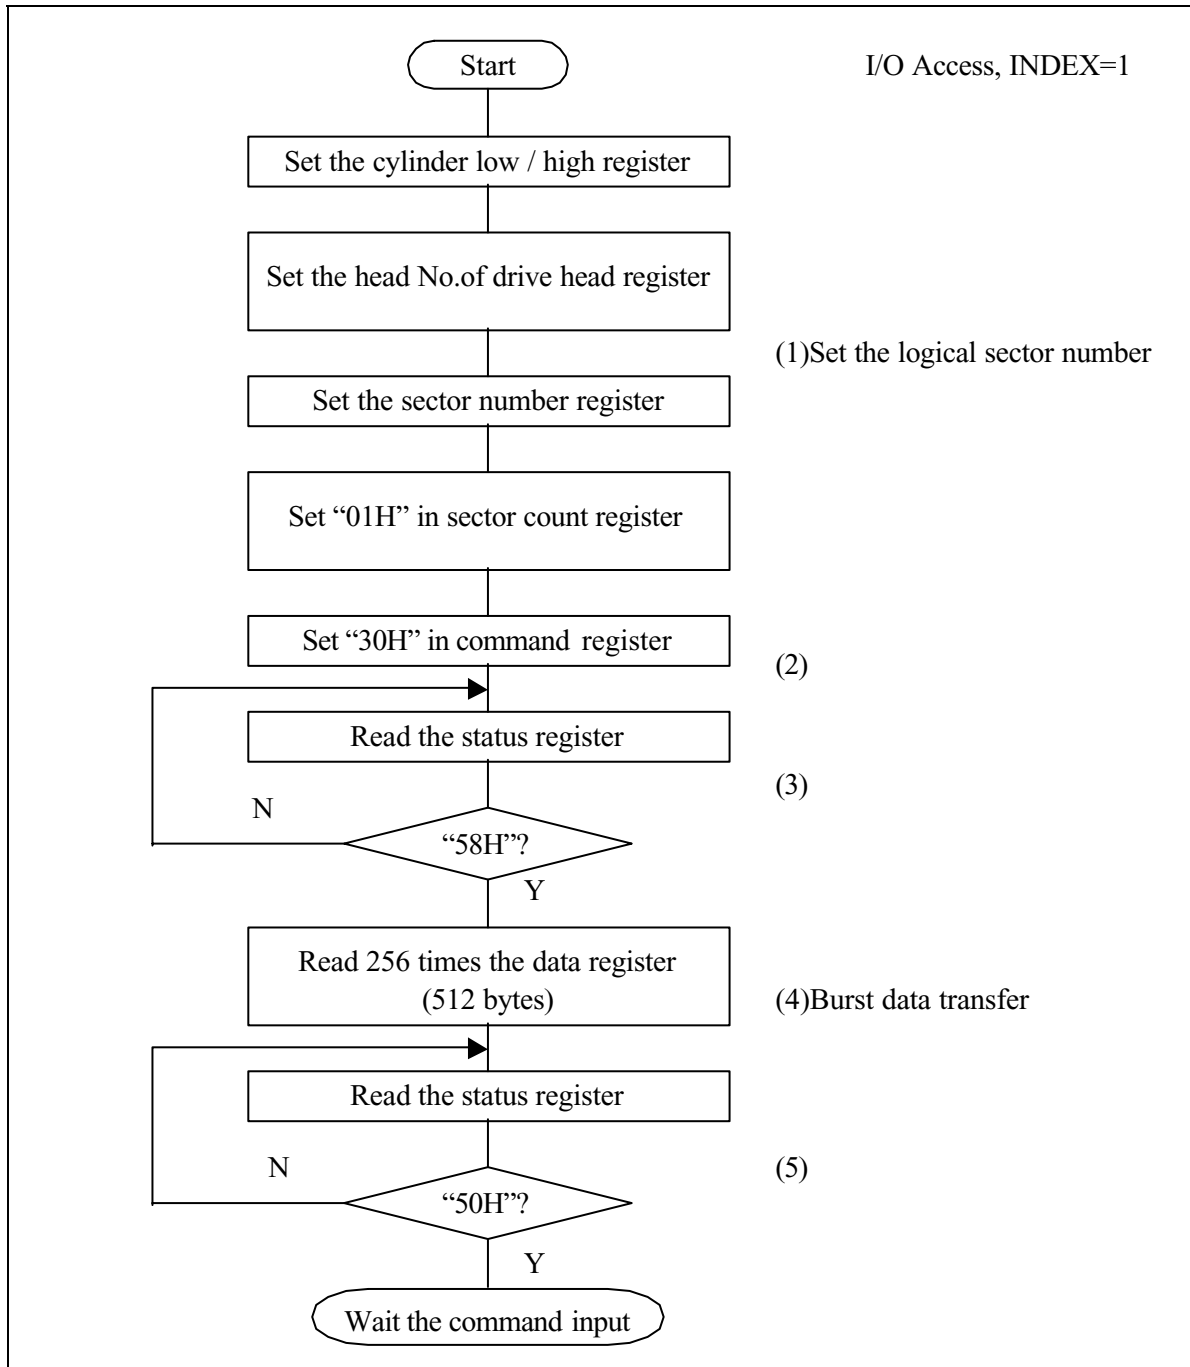 Start
I/O Access, INDEX=1
Set the cylinder low / high register
Set the head No.of drive head register
(1)Set the logical sector number
Set the sector number register
Set “01H” in sector count register
Set “30H” in command register
(2)
Read the status register
(3)
N
“58H”?
Y
Read 256 times the data register
(512 bytes)
(4)Burst data transfer
Read the status register
N
(5)
“50H”?
Y
Wait the command input